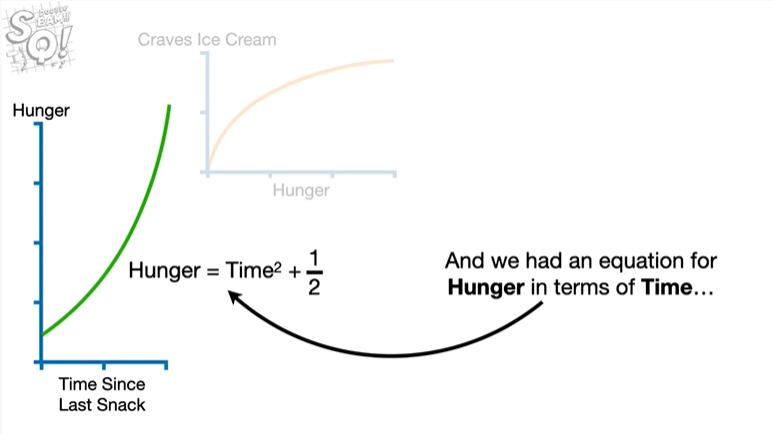 Craves Ice Cream
Hunger
Hunger
Hunger = Time² + 1/2
And we had an equation for
Hunger in terms of Time...
Time Since
Last Snack